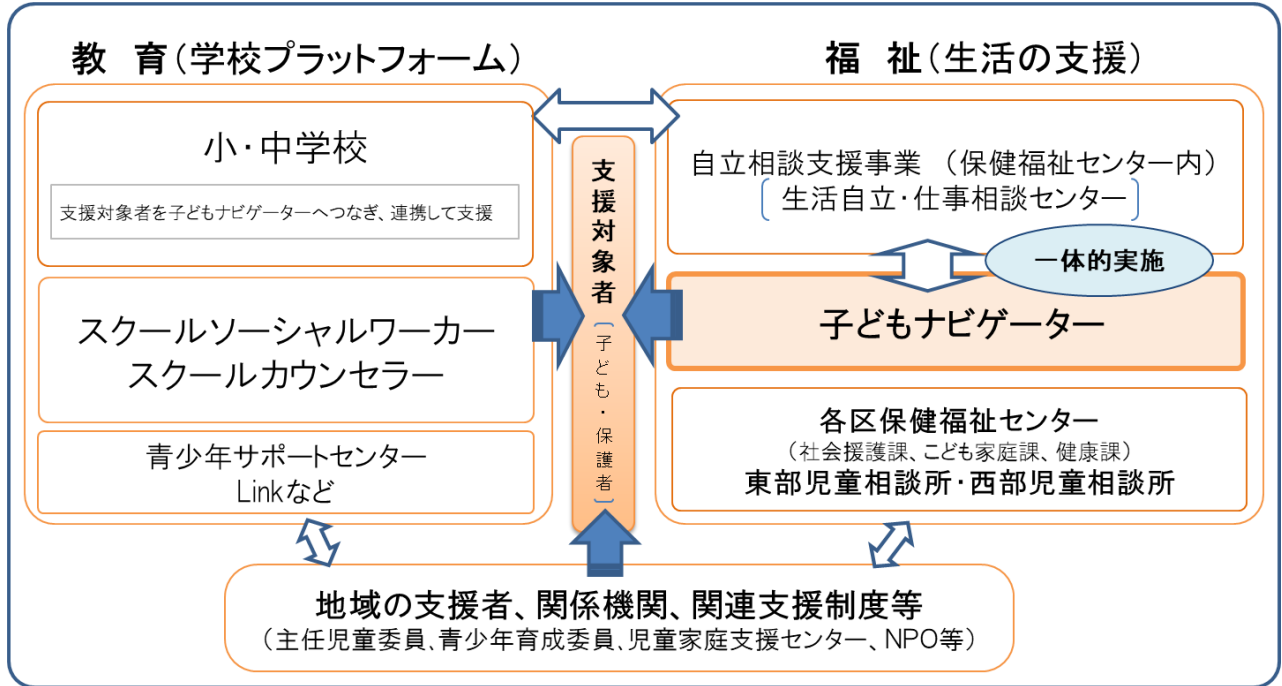 教　育（学校プラットフォーム）
小・中学校
支援対象者を子どもナビゲーターへつなぎ、連携して支援
スクールソーシャルワーカー
スクールカウンセラー
青少年サポートセンター
Linkなど
支援対象者〔子ども・保護者〕
福　祉（生活の支援）
自立相談支援事業　（保健福祉センター内）
〔生活自立・仕事相談センター〕
一体的実施
子どもナビゲーター
各区保健福祉センター
（社会援護課、こども家庭課、健康課）
東部児童相談所・西部児童相談所
地域の支援者、関係機関、関連支援制度等
（主任児童委員、青少年育成委員、児童家庭支援センター、NPO等）